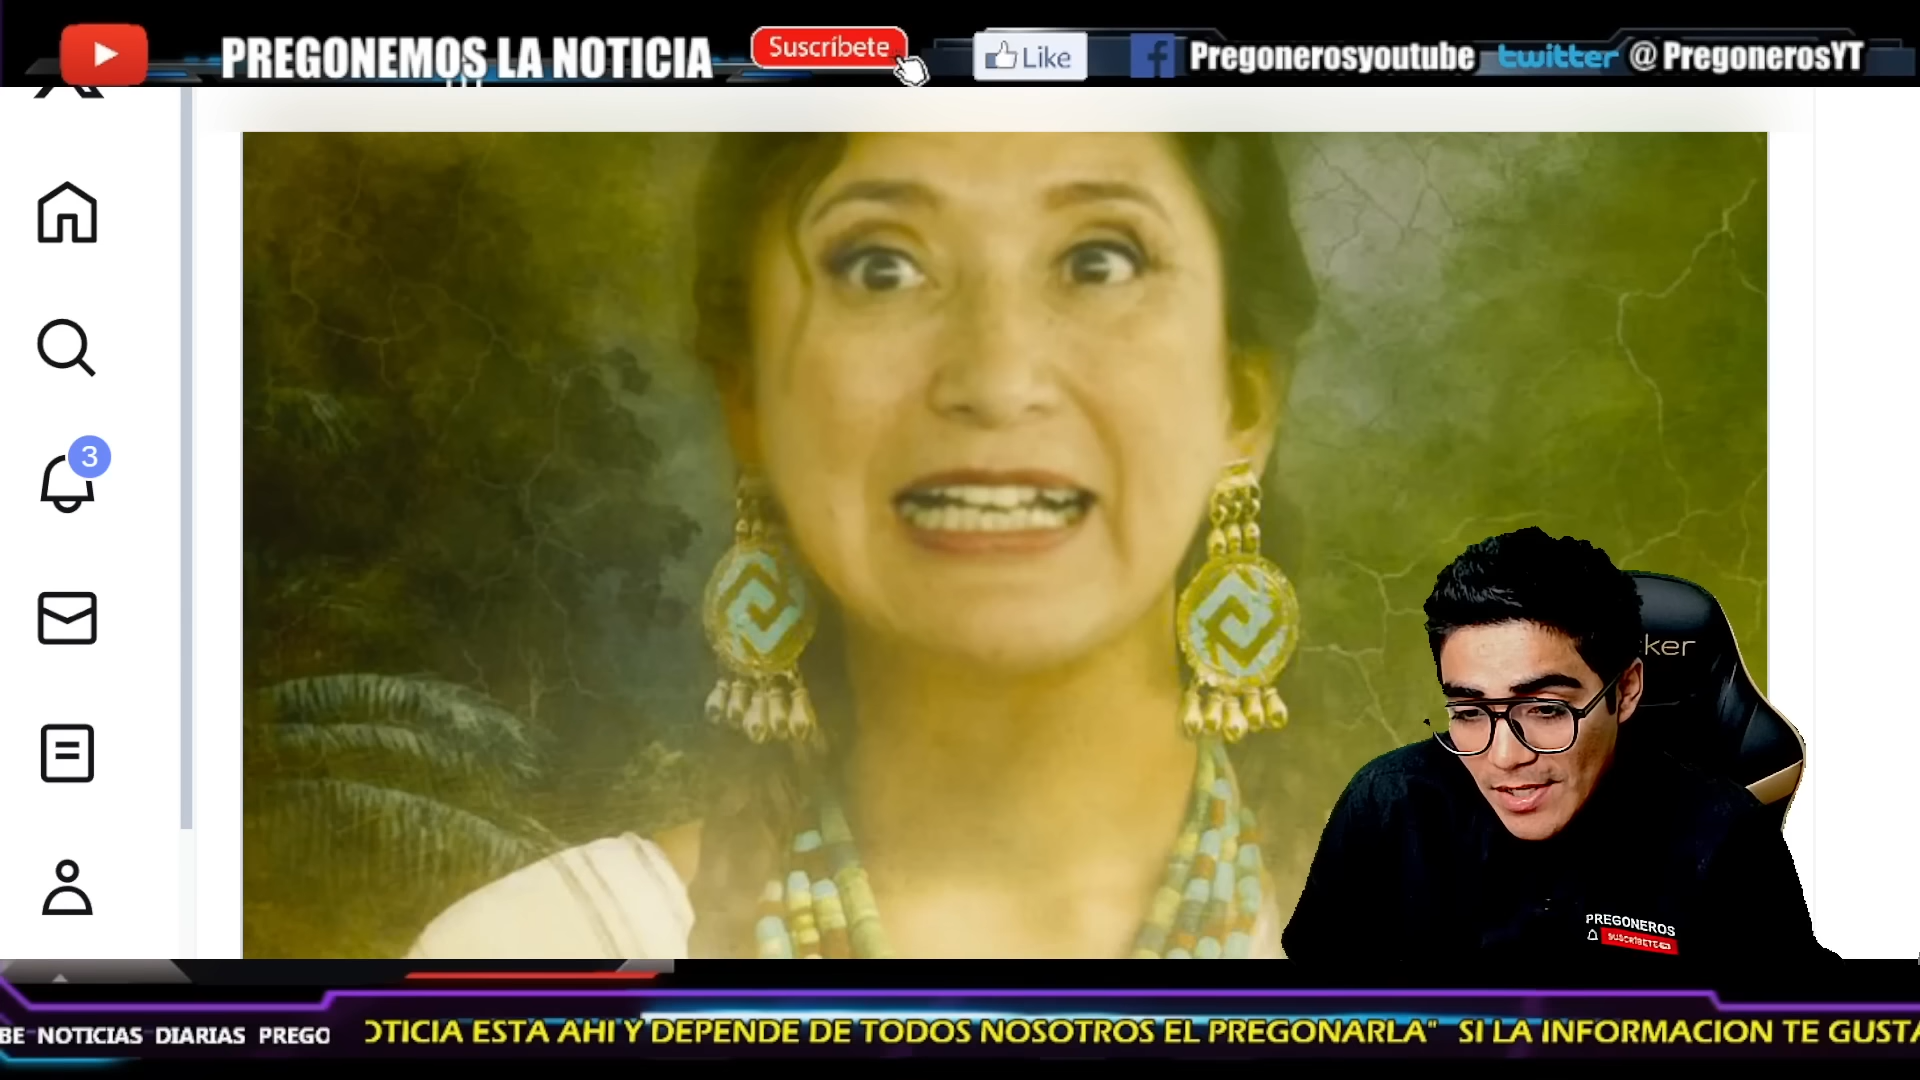 PREGONEMOS LA NOTICIA
Suscríbete
Like
Pregonerosyoutube
twitter @PregonerosYT
3
ker
PREGONEROS
SUSCRÍBETE
BE NOTICIAS DIARIAS PREGO
OTICIA ESTA AHI Y DEPENDE DE TODOS NOSOTROS EL PREGONARLA" SI LA INFORMACION TE GUSTA